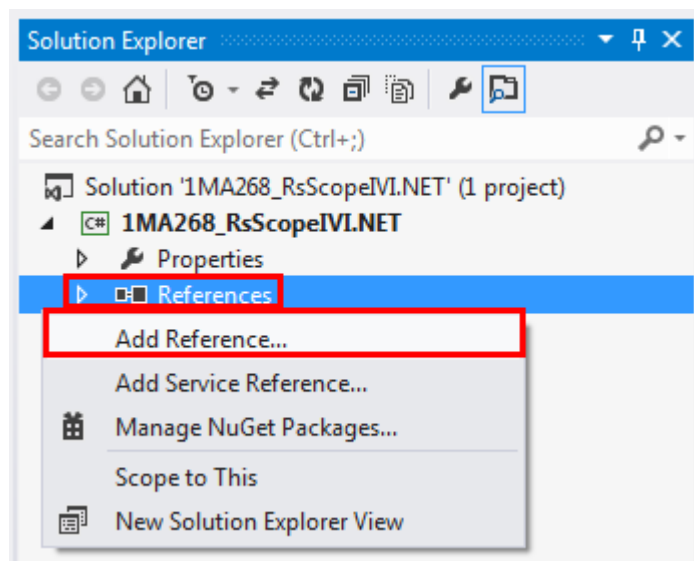 Solution Explorer
Search Solution Explorer (Ctrl+;)
Solution '1MA268_RsScopeIVI.NET' (1 project)
C# 1MA268_RsScopeIVI.NET
Properties
References
Add Reference...
Add Service Reference...
Manage NuGet Packages...
Scope to This
New Solution Explorer View